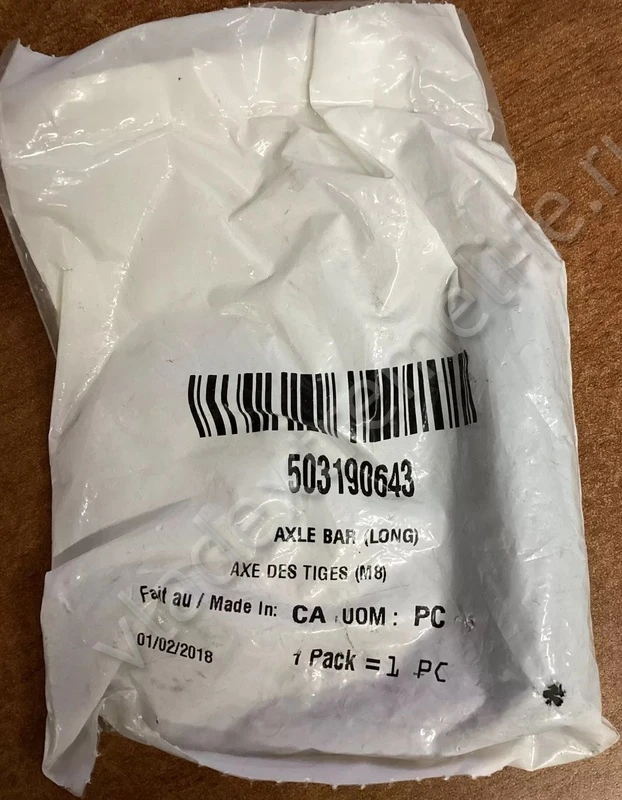 503190643
AXLE BAR (LONG)
AXE DES TIGES (M8)
Fait au / Made In: CA UOM: PC
01/02/2018
1 Pack = 1 PC